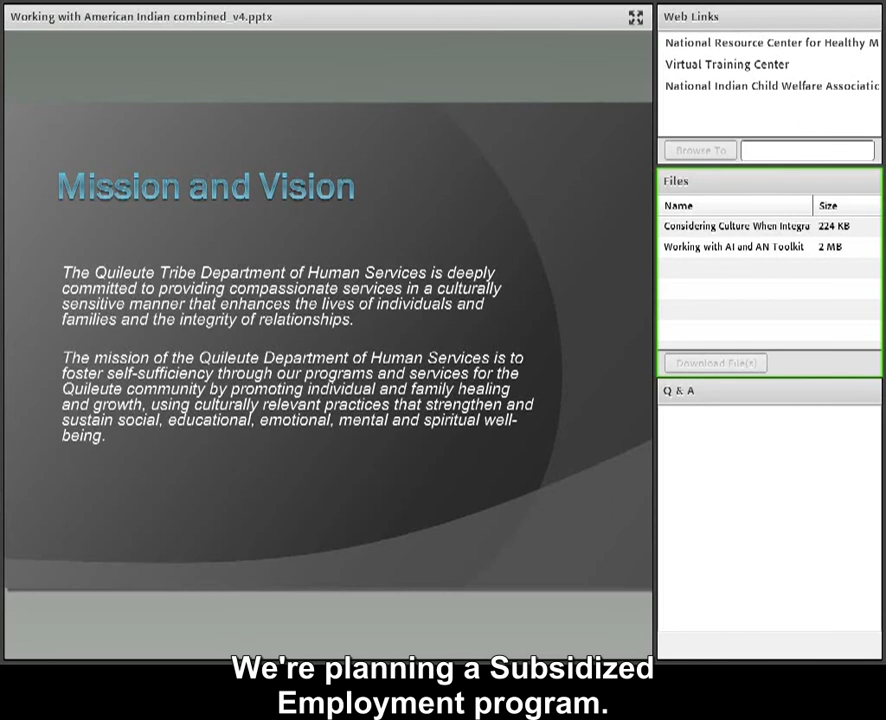 Working with American Indian combined_v4.pptx
Mission and Vision
The Quileute Tribe Department of Human Services is deeply
committed to providing compassionate services in a culturally
sensitive manner that enhances the lives of individuals and
families and the integrity of relationships.
The mission of the Quileute Department of Human Services is to
foster self-sufficiency through our programs and services for the
Quileute community by promoting individual and family healing
and growth, using culturally relevant practices that strengthen and
sustain social, educational, emotional, mental and spiritual well-
being.
Web Links
National Resource Center for Healthy M
Virtual Training Center
National Indian Child Welfare Associatic
Browse To
Files
Name Size
Considering Culture When Integra 224 KB
Working with AI and AN Toolkit 2 MB
Download File(s)
Q & A
We're planning a Subsidized
Employment program.